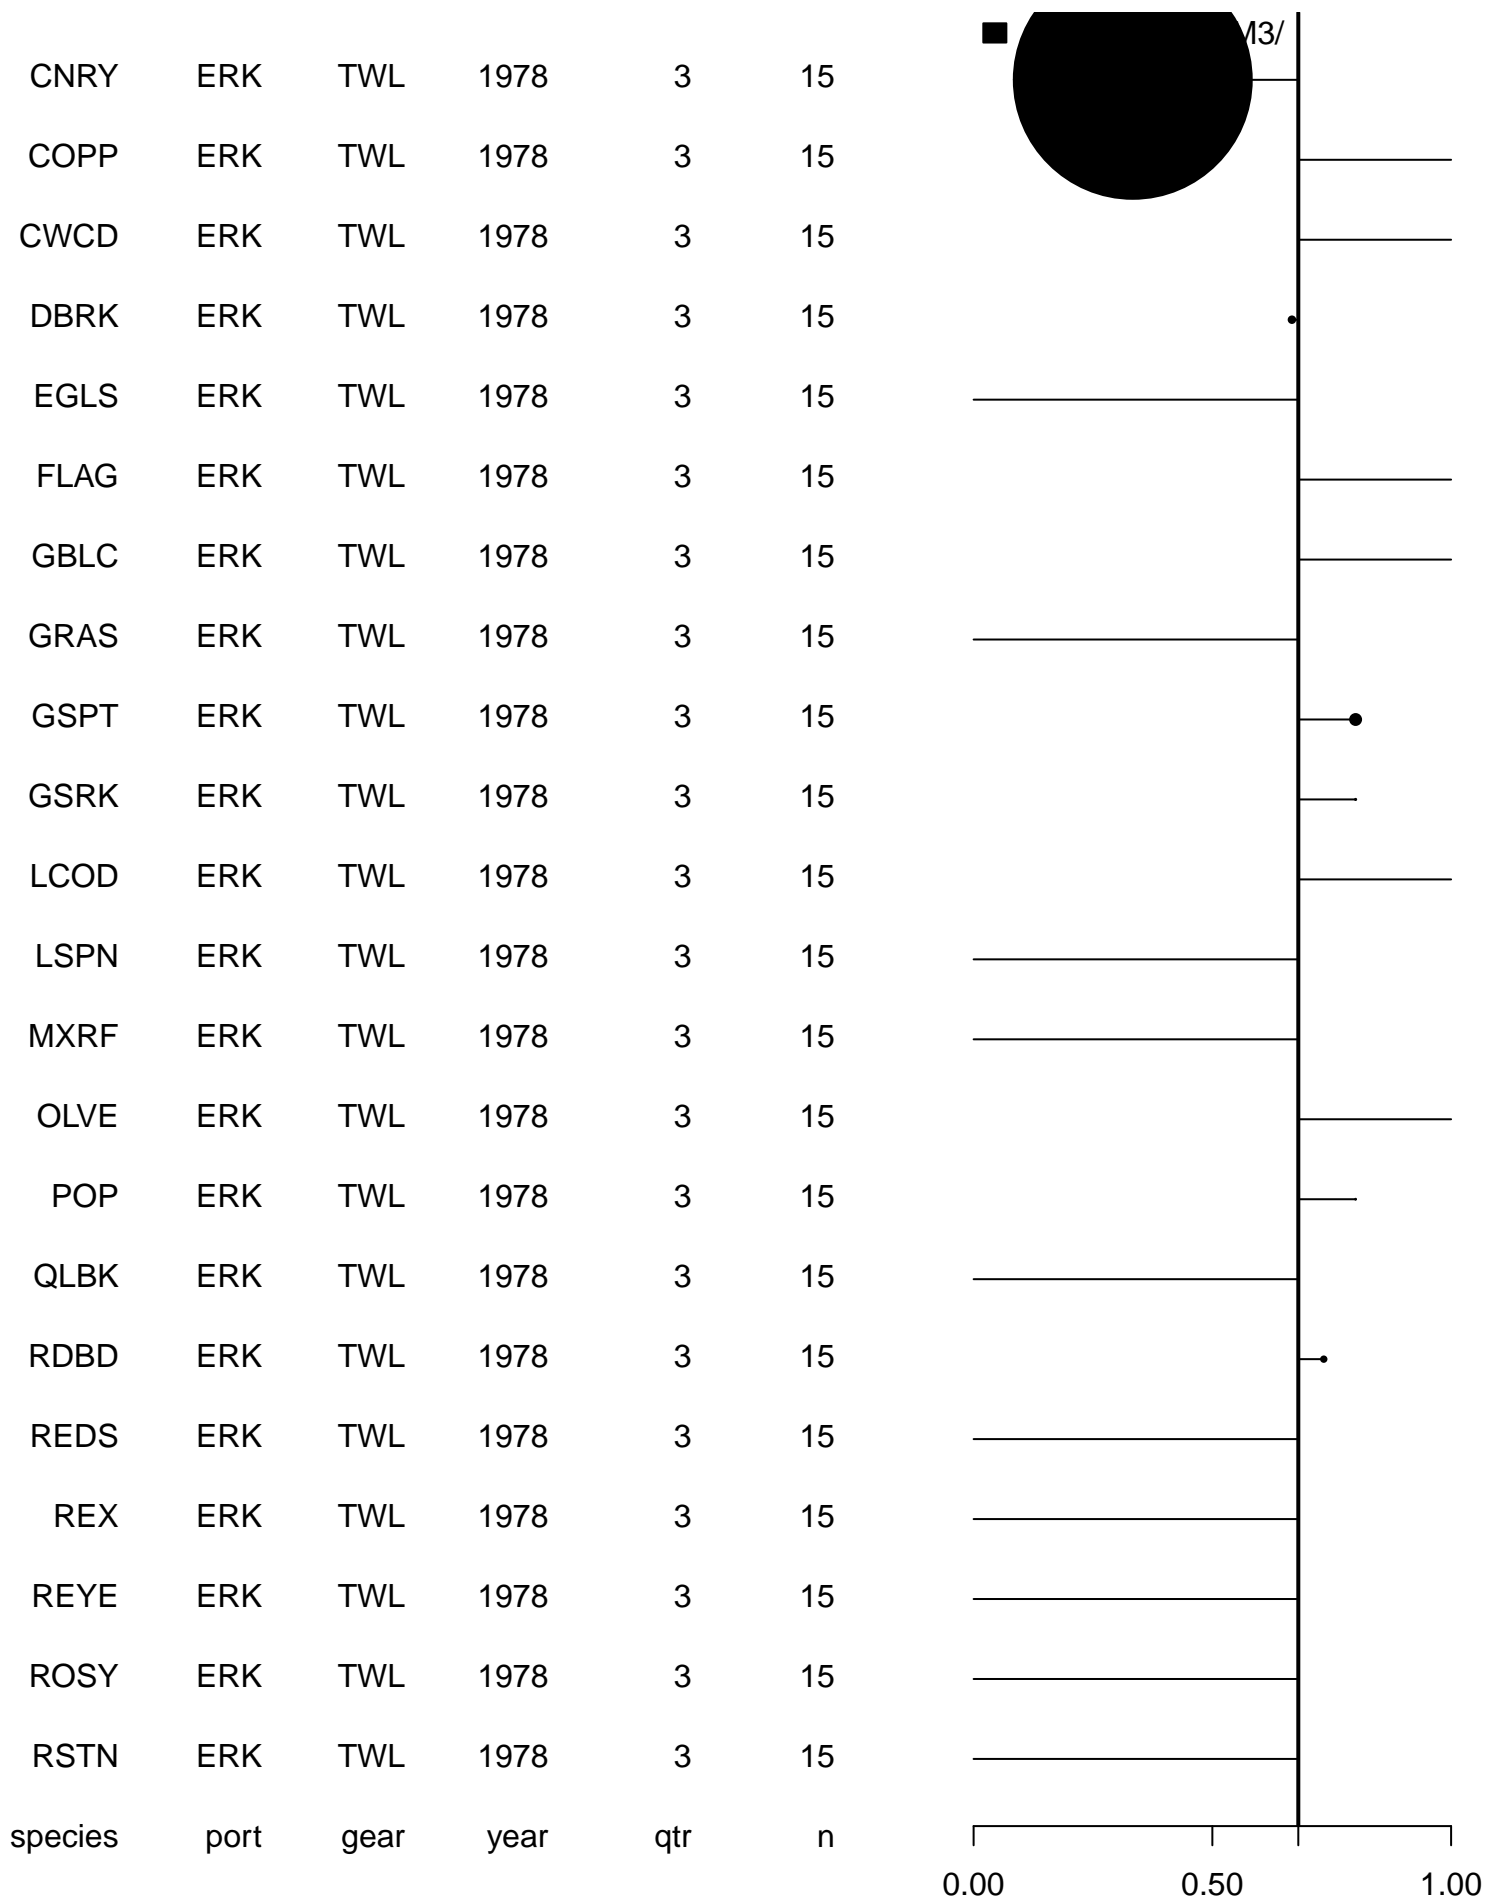 M3/
CNRY ERK TWL 1978 3 15
COPP ERK TWL 1978 3 15
CWCD ERK TWL 1978 3 15
DBRK ERK TWL 1978 3 15
EGLS ERK TWL 1978 3 15
FLAG ERK TWL 1978 3 15
GBLC ERK TWL 1978 3 15
GRAS ERK TWL 1978 3 15
GSPT ERK TWL 1978 3 15
GSRK ERK TWL 1978 3 15
LCOD ERK TWL 1978 3 15
LSPN ERK TWL 1978 3 15
MXRF ERK TWL 1978 3 15
OLVE ERK TWL 1978 3 15
POP ERK TWL 1978 3 15
QLBK ERK TWL 1978 3 15
RDBD ERK TWL 1978 3 15
REDS ERK TWL 1978 3 15
REX ERK TWL 1978 3 15
REYE ERK TWL 1978 3 15
ROSY ERK TWL 1978 3 15
RSTN ERK TWL 1978 3 15
species port gear year qtr n
0.00 0.50 1.00